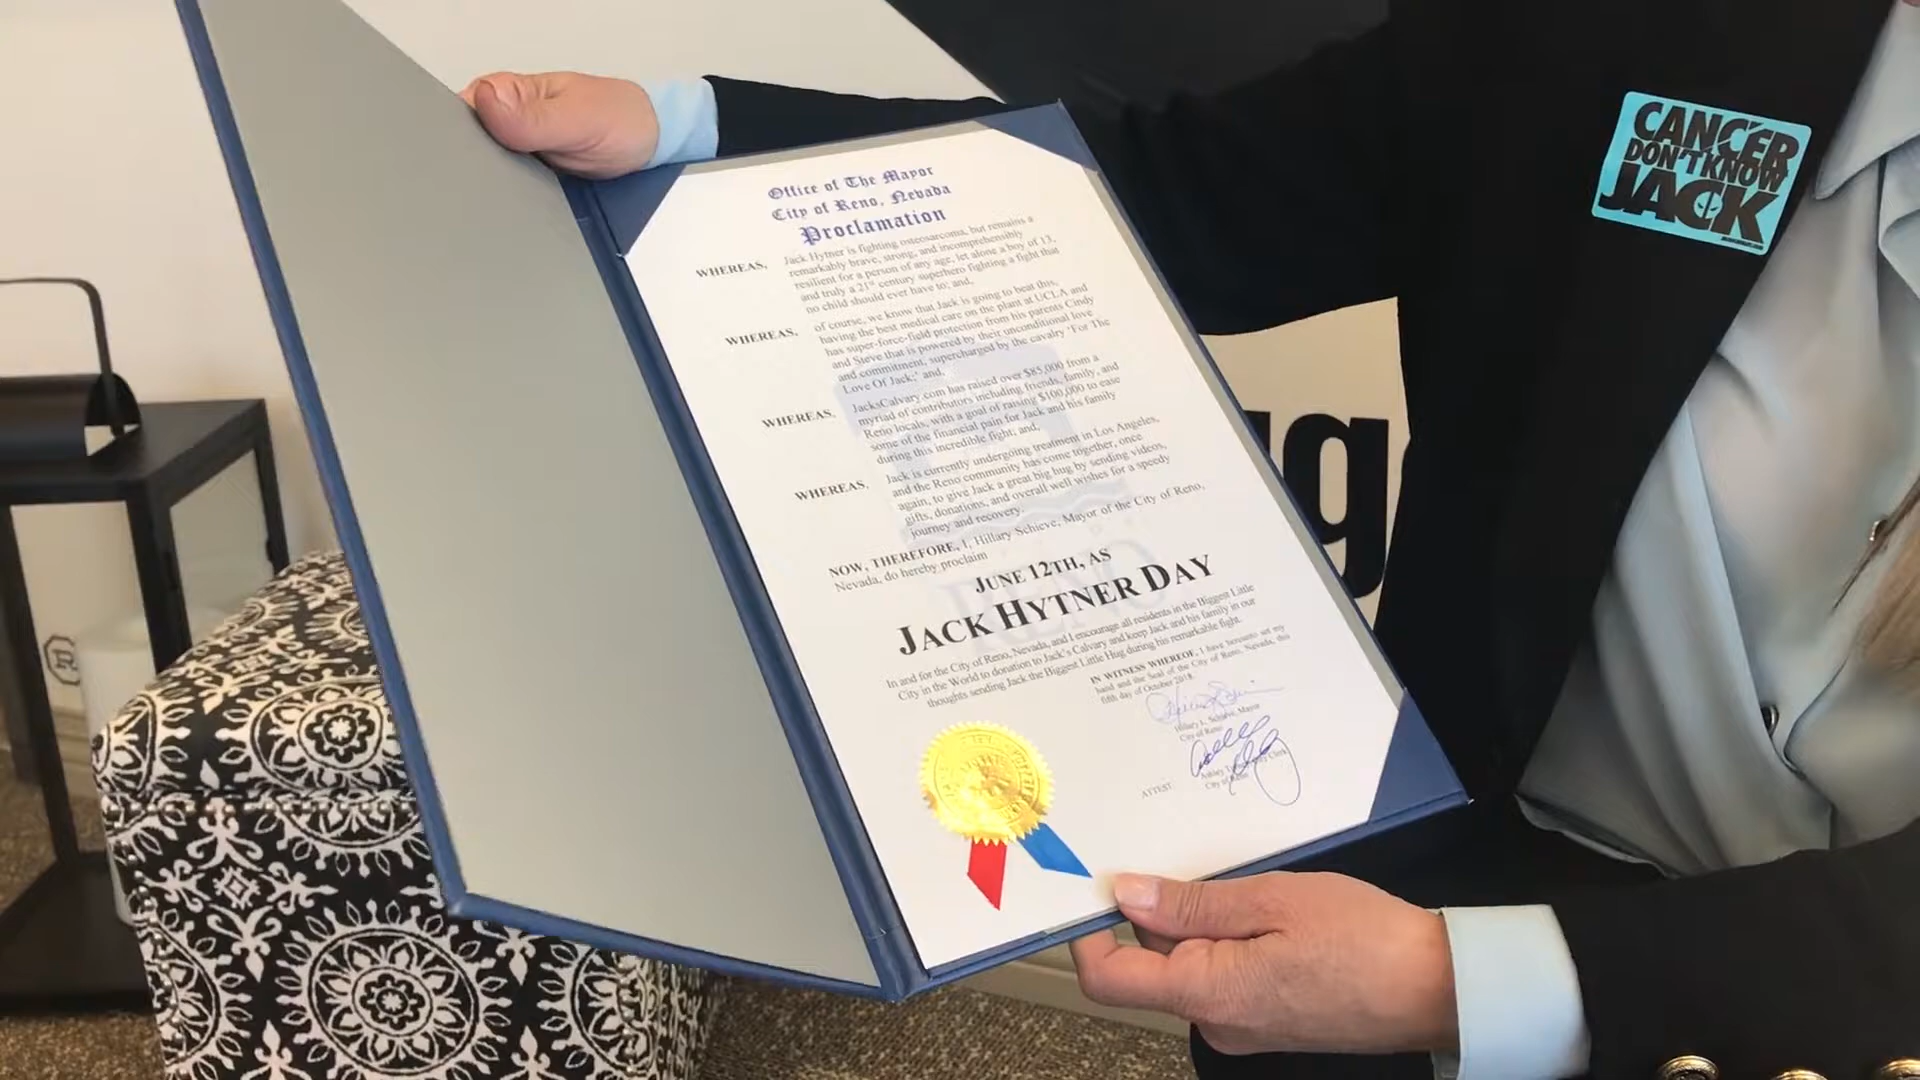 Office of The Mayor
City of Reno, Nevada
Proclamation
WHEREAS, Jack Hytner is fighting osteosarcoma, but remains a
remarkably brave, strong, and incomprehensibly
resilient for a person of any age, let alone a boy of 13,
and truly a 21st century superhero fighting a fight that
no child should ever have to; and,
WHEREAS, of course, we know that Jack is going to beat this,
having the best medical care on the plant at UCLA and
has super-force-field protection from his parents Cindy
and Steve that is powered by their unconditional love
and commitment, supercharged by the cavalry 'For The
Love Of Jack;' and,
WHEREAS, JacksCalvary.com has raised over $85,000 from a
myriad of contributors including friends, family, and
Reno locals, with a goal of raising $100,000 to ease
some of the financial pain for Jack and his family
during this incredible fight; and,
WHEREAS, Jack is currently undergoing treatment in Los Angeles,
and the Reno community has come together, once
again, to give Jack a great big hug by sending videos,
gifts, donations, and overall well wishes for a speedy
journey and recovery.
NOW, THEREFORE, I, Hillary Schieve, Mayor of the City of Reno,
Nevada, do hereby proclaim
JUNE 12TH, AS
JACK HYTNER DAY
In and for the City of Reno, Nevada, and I encourage all residents in the Biggest Little
City in the World to donation to Jack's Calvary and keep Jack and his family in our
thoughts sending Jack the Biggest Little Hug during his remarkable fight.
IN WITNESS WHEREOF, I have hereunto set my
hand and the Seal of the City of Reno, Nevada, this
fifth day of October 2018.
Hillary L. Schieve, Mayor
City of Reno
ATTEST
Ashley Clerk
City of Reno
RENO
CANCER
DON'T KNOW
JACK
ug
R